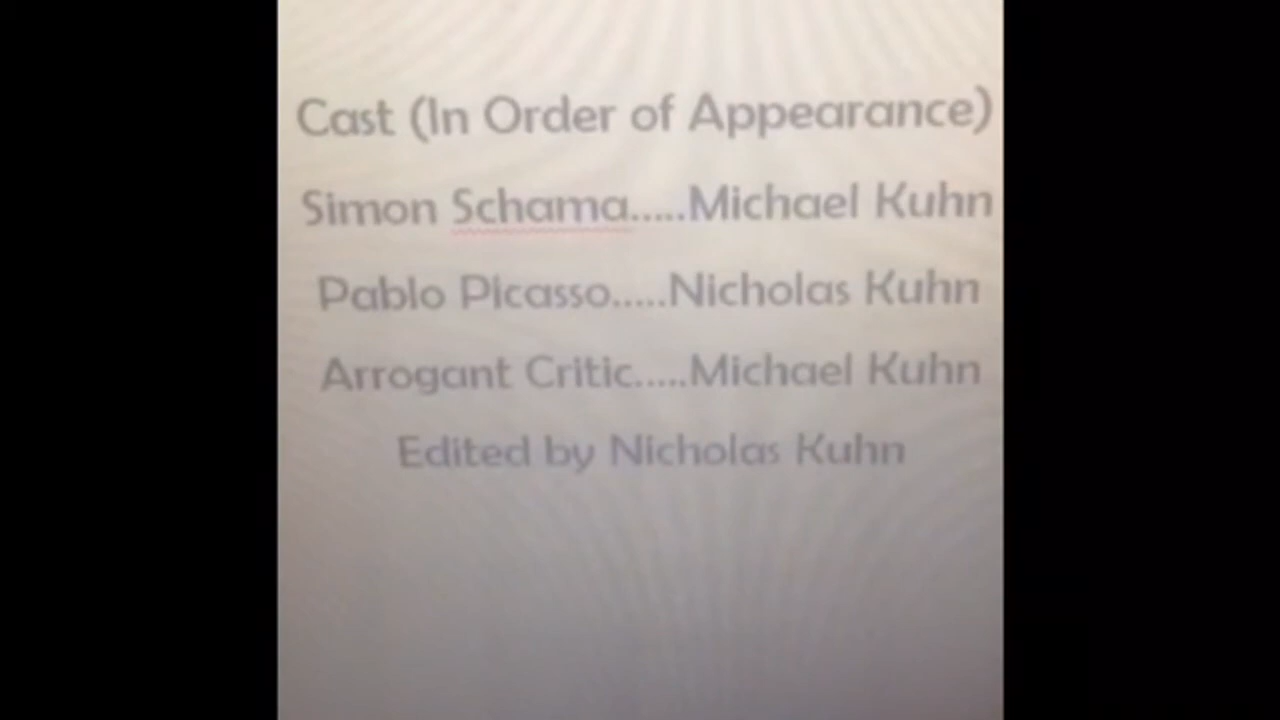 Cast (In Order of Appearance)
Simon Schama.....Michael Kuhn
Pablo Picasso.....Nicholas Kuhn
Arrogant Critic.....Michael Kuhn
Edited by Nicholas Kuhn